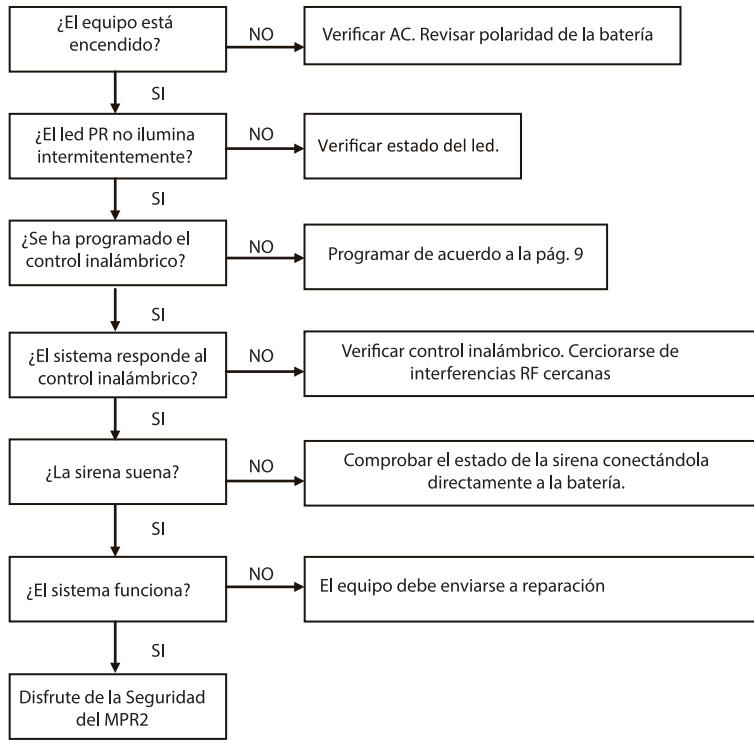 ¿El equipo está
encendido?
NO
Verificar AC. Revisar polaridad de la batería
SI
¿El led PR no ilumina
intermitentemente?
NO
Verificar estado del led.
SI
¿Se ha programado el
control inalámbrico?
NO
Programar de acuerdo a la pág. 9
SI
¿El sistema responde al
control inalámbrico?
NO
Verificar control inalámbrico. Cerciorarse de
interferencias RF cercanas
SI
¿La sirena suena?
NO
Comprobar el estado de la sirena conectándola
directamente a la batería.
SI
¿El sistema funciona?
NO
El equipo debe enviarse a reparación
SI
Disfrute de la Seguridad
del MPR2